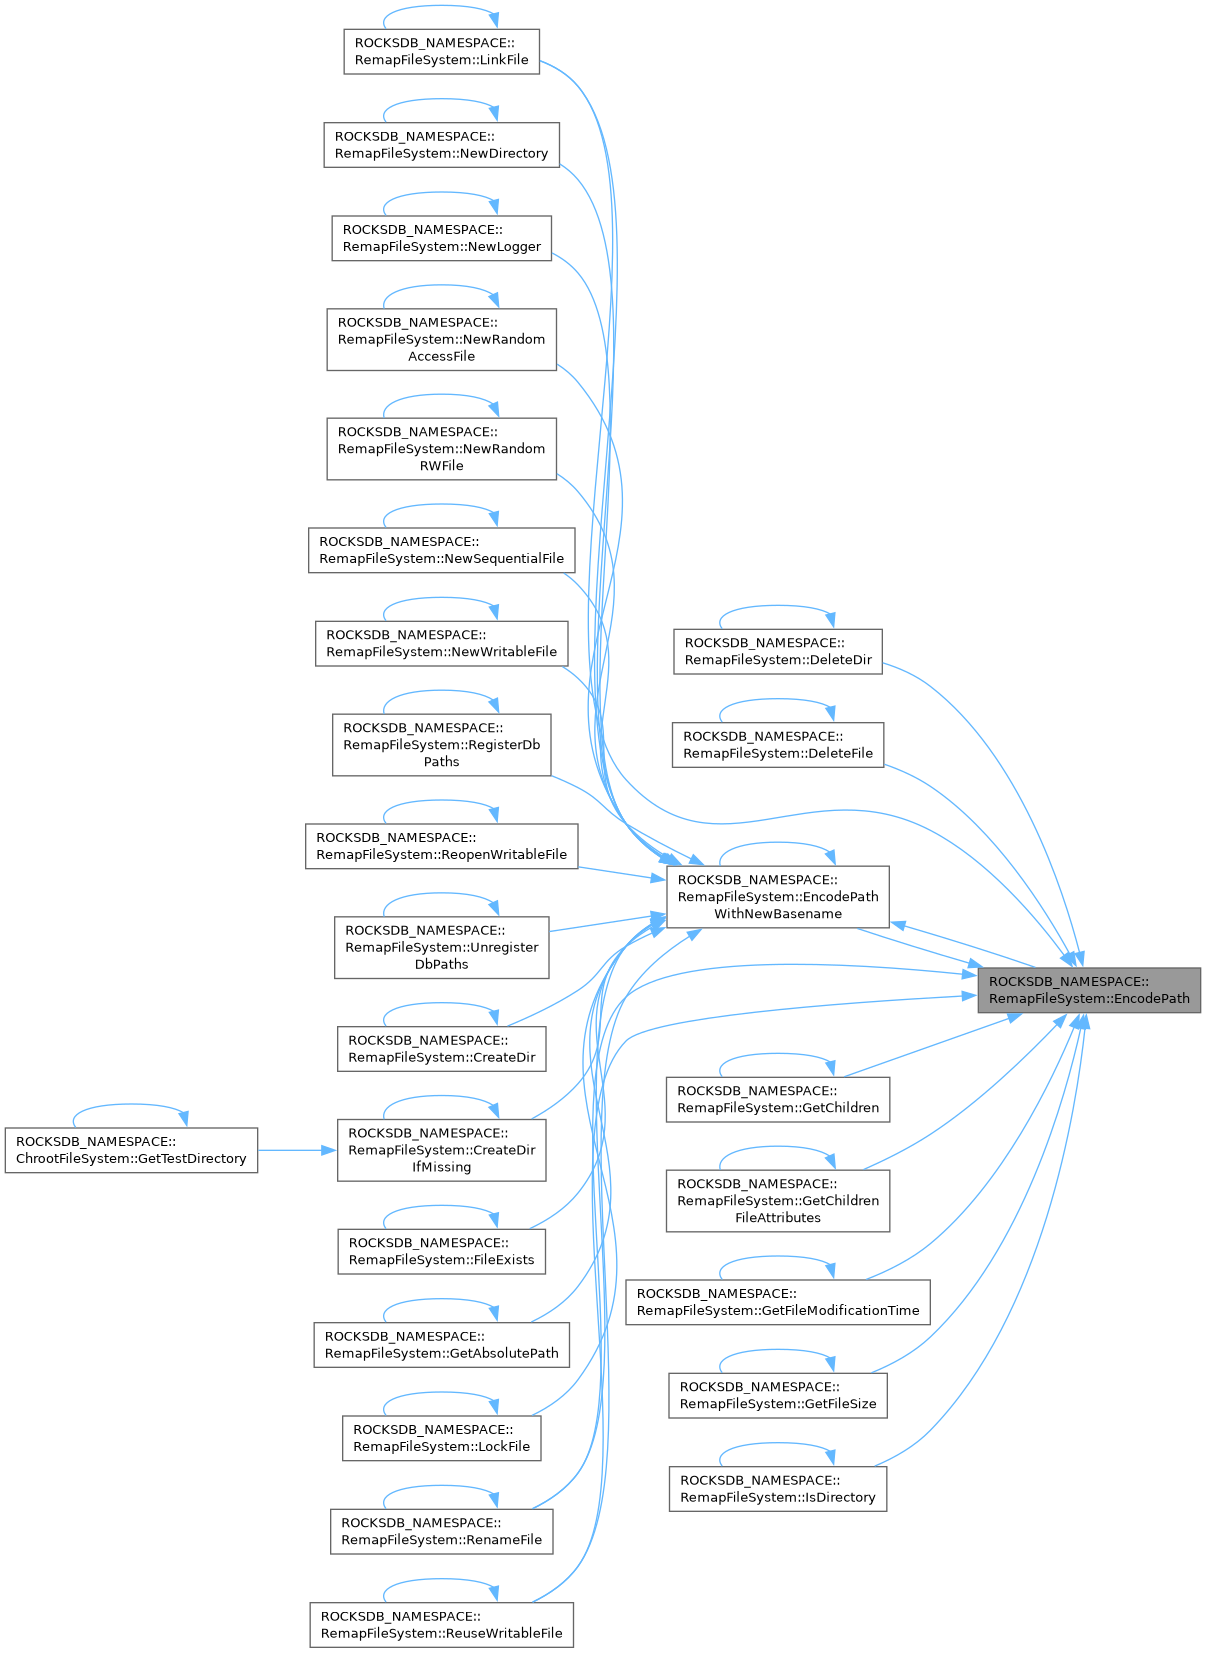 ROCKSDB_NAMESPACE::
RemapFileSystem::LinkFile
ROCKSDB_NAMESPACE::
RemapFileSystem::NewDirectory
ROCKSDB_NAMESPACE::
RemapFileSystem::NewLogger
ROCKSDB_NAMESPACE::
RemapFileSystem::NewRandom
AccessFile
ROCKSDB_NAMESPACE::
RemapFileSystem::NewRandom
RWFile
ROCKSDB_NAMESPACE::
RemapFileSystem::NewSequentialFile
ROCKSDB_NAMESPACE::
RemapFileSystem::NewWritableFile
ROCKSDB_NAMESPACE::
RemapFileSystem::RegisterDb
Paths
ROCKSDB_NAMESPACE::
RemapFileSystem::ReopenWritableFile
ROCKSDB_NAMESPACE::
RemapFileSystem::Unregister
DbPaths
ROCKSDB_NAMESPACE::
RemapFileSystem::CreateDir
ROCKSDB_NAMESPACE::
ChrootFileSystem::GetTestDirectory
ROCKSDB_NAMESPACE::
RemapFileSystem::CreateDir
IfMissing
ROCKSDB_NAMESPACE::
RemapFileSystem::FileExists
ROCKSDB_NAMESPACE::
RemapFileSystem::GetAbsolutePath
ROCKSDB_NAMESPACE::
RemapFileSystem::LockFile
ROCKSDB_NAMESPACE::
RemapFileSystem::RenameFile
ROCKSDB_NAMESPACE::
RemapFileSystem::ReuseWritableFile
ROCKSDB_NAMESPACE::
RemapFileSystem::DeleteDir
ROCKSDB_NAMESPACE::
RemapFileSystem::DeleteFile
ROCKSDB_NAMESPACE::
RemapFileSystem::EncodePath
WithNewBasename
ROCKSDB_NAMESPACE::
RemapFileSystem::GetChildren
ROCKSDB_NAMESPACE::
RemapFileSystem::GetChildren
FileAttributes
ROCKSDB_NAMESPACE::
RemapFileSystem::GetFileModificationTime
ROCKSDB_NAMESPACE::
RemapFileSystem::GetFileSize
ROCKSDB_NAMESPACE::
RemapFileSystem::IsDirectory
ROCKSDB_NAMESPACE::
RemapFileSystem::EncodePath